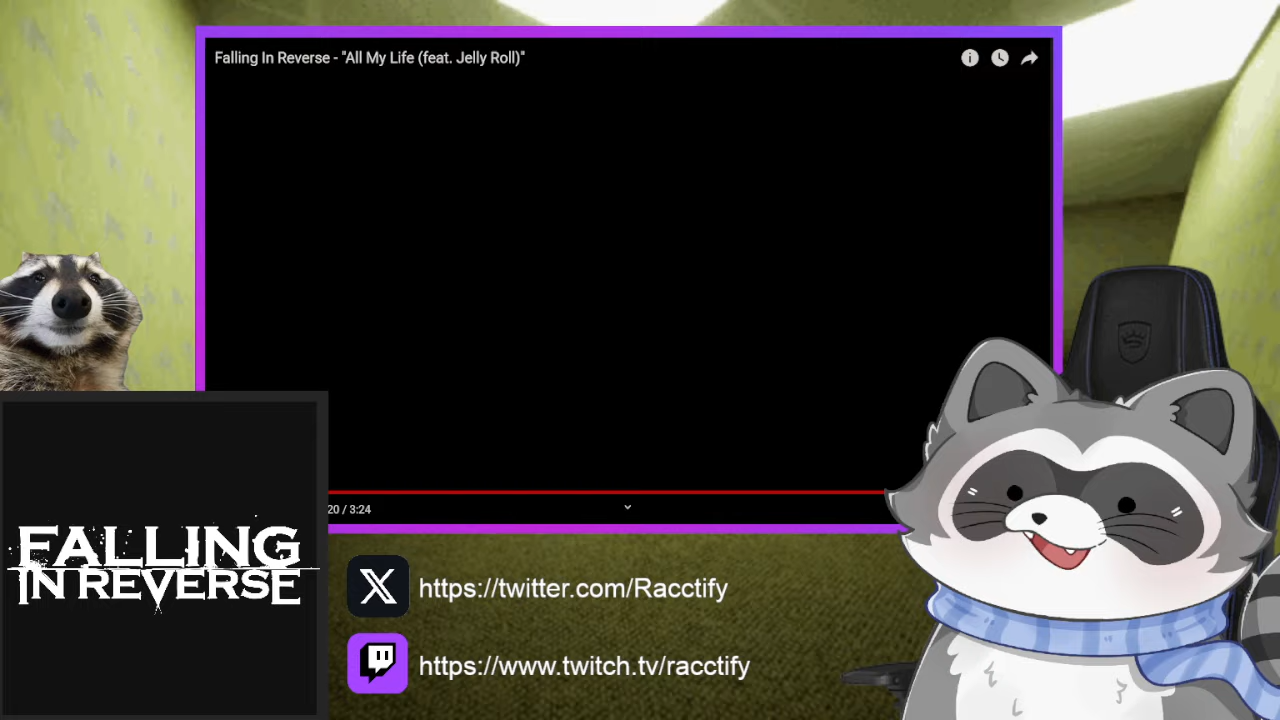 Falling In Reverse - "All My Life (feat. Jelly Roll)"
20 / 3:24
FALLING
IN REVERSE
https://twitter.com/Racctify
https://www.twitch.tv/racctify